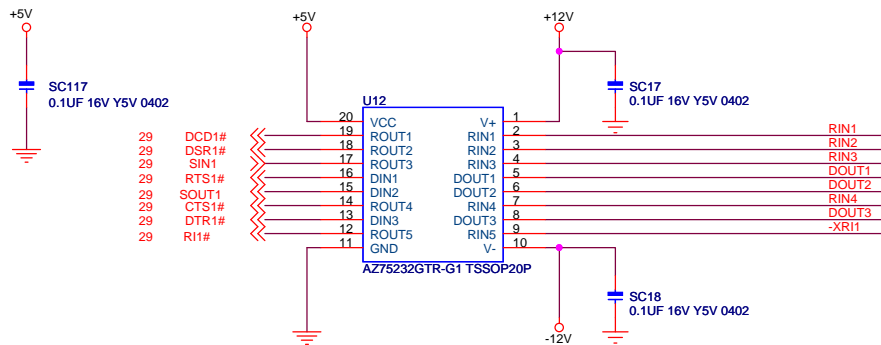 +5V
+5V
+12V
SC117
0.1UF 16V Y5V 0402
SC17
0.1UF 16V Y5V 0402
U12
20 VCC V+ 1
29 DCD1# 19 ROUT1 RIN1 2 RIN1
29 DSR1# 18 ROUT2 RIN2 3 RIN2
29 SIN1 17 ROUT3 RIN3 4 RIN3
29 RTS1# 16 DIN1 DOUT1 5 DOUT1
29 SOUT1 15 DIN2 DOUT2 6 DOUT2
29 CTS1# 14 ROUT4 RIN4 7 RIN4
29 DTR1# 13 DIN3 DOUT3 8 DOUT3
29 RI1# 12 ROUT5 RIN5 9 -XRI1
11 GND V- 10
AZ75232GTR-G1 TSSOP20P
SC18
0.1UF 16V Y5V 0402
-12V